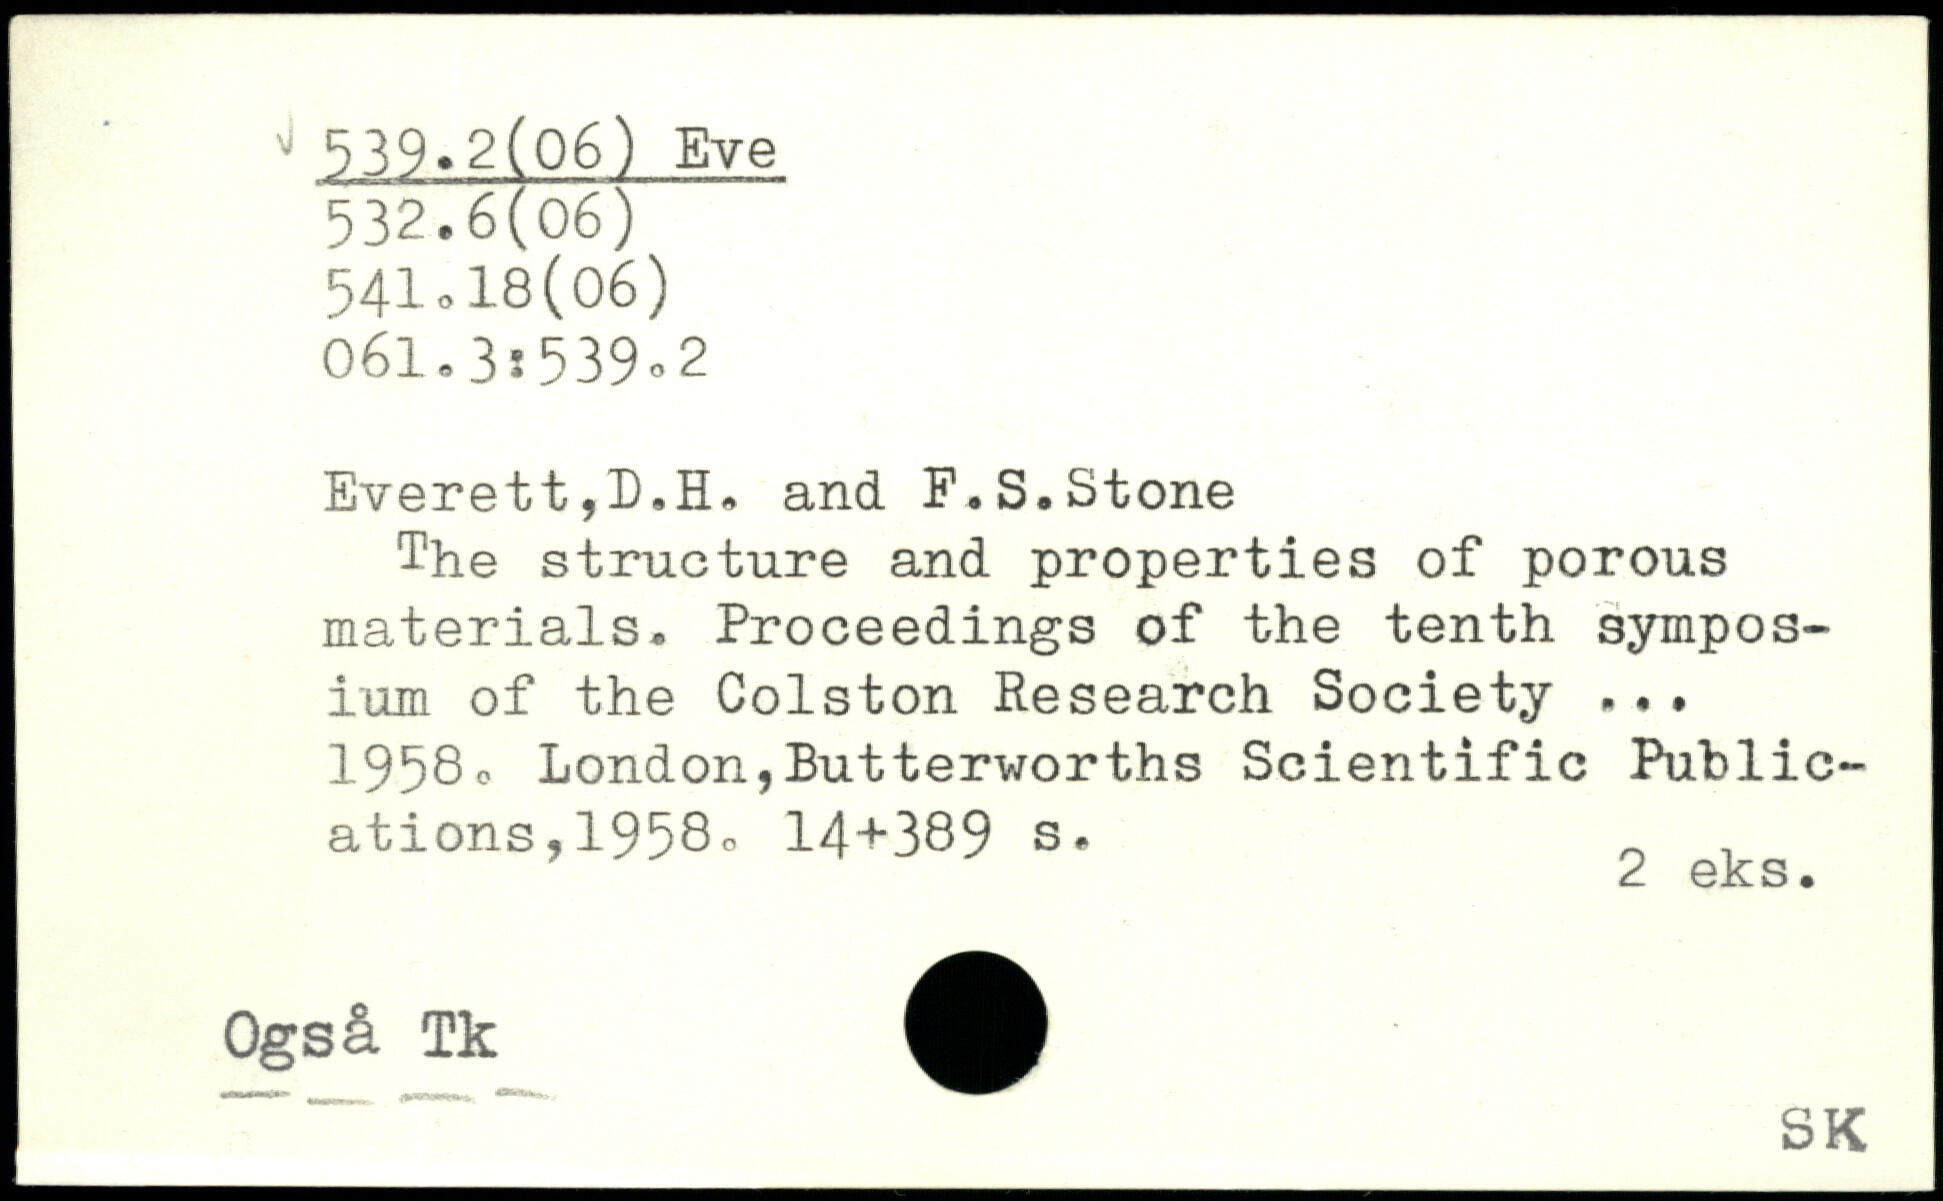 539.2(06) Eve
532.6(06)
541.18(06)
061.3:539.2
Everett,D.H. and F.S.Stone
The structure and properties of porous
materials. Proceedings of the tenth sympos-
ium of the Colston Research Society ...
1958. London,Butterworths Scientific Public-
ations,1958. 14+389 s.
2 eks.
Også Tk
SK